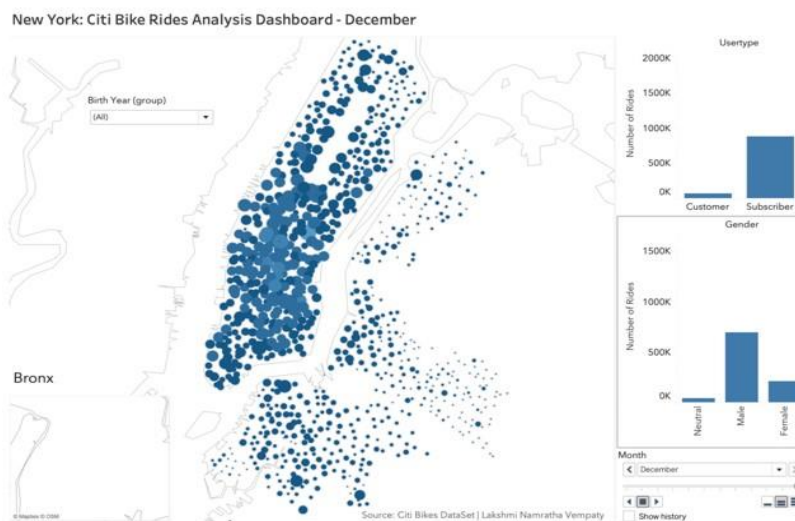 New York: Citi Bike Rides Analysis Dashboard - December
Birth Year (group)
(All)
Bronx
© Mapbox © OSM
Source: Citi Bikes DataSet | Lakshmi Namratha Vempaty
Usertype
Number of Rides
2000K
1500K
1000K
500K
0K
Customer
Subscriber
Gender
Number of Rides
1500K
1000K
500K
0K
Neutral
Male
Female
Month
December
Show history